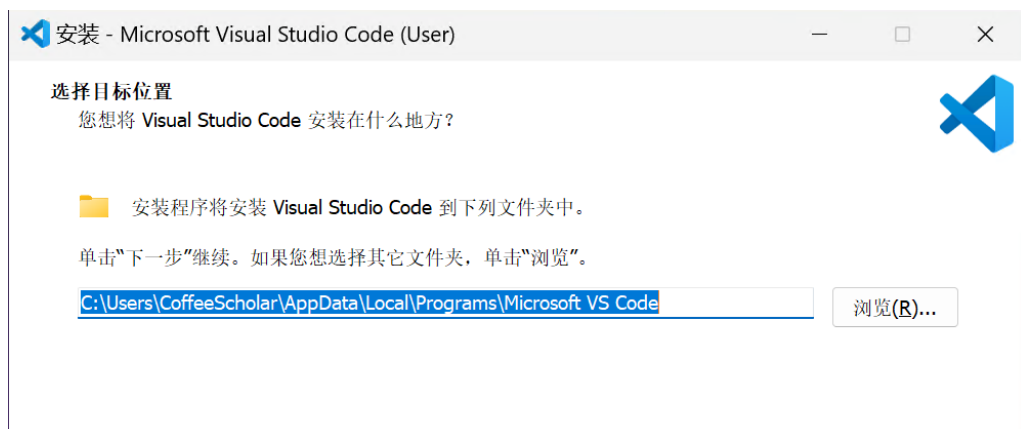 安装 - Microsoft Visual Studio Code (User)
选择目标位置
您想将 Visual Studio Code 安装在什么地方？
安装程序将安装 Visual Studio Code 到下列文件夹中。
单击“下一步”继续。如果您想选择其它文件夹，单击“浏览”。
C:\Users\CoffeeScholar\AppData\Local\Programs\Microsoft VS Code
浏览(R)...